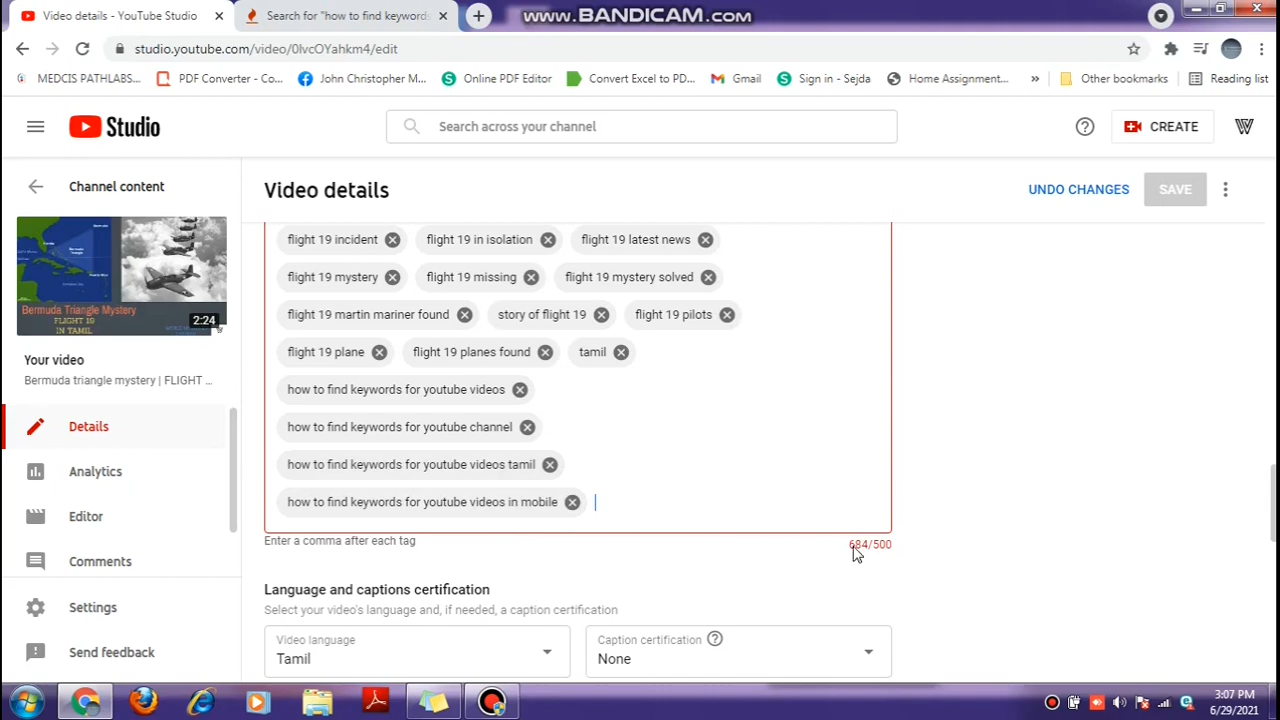 Video details - YouTube Studio
Search for "how to find keywords
www.BANDICAM.com
studio.youtube.com/video/0lvcOYahkm4/edit
MEDCIS PATHLABS...
PDF Converter - Co...
John Christopher M...
Online PDF Editor
Convert Excel to PD...
Gmail
Sign in - Sejda
Home Assignment...
»
Other bookmarks
Reading list
Studio
Search across your channel
CREATE
Channel content
Video details
UNDO CHANGES
SAVE
flight 19 incident
flight 19 in isolation
flight 19 latest news
flight 19 mystery
flight 19 missing
flight 19 mystery solved
flight 19 martin mariner found
story of flight 19
flight 19 pilots
flight 19 plane
flight 19 planes found
tamil
how to find keywords for youtube videos
how to find keywords for youtube channel
how to find keywords for youtube videos tamil
how to find keywords for youtube videos in mobile
Enter a comma after each tag
684/500
Bermuda Triangle Mystery
FLIGHT 19
IN TAMIL
2:24
Your video
Bermuda triangle mystery | FLIGHT ...
Details
Analytics
Editor
Comments
Settings
Send feedback
Language and captions certification
Select your video's language and, if needed, a caption certification
Video language
Tamil
Caption certification
None
3:07 PM
6/29/2021